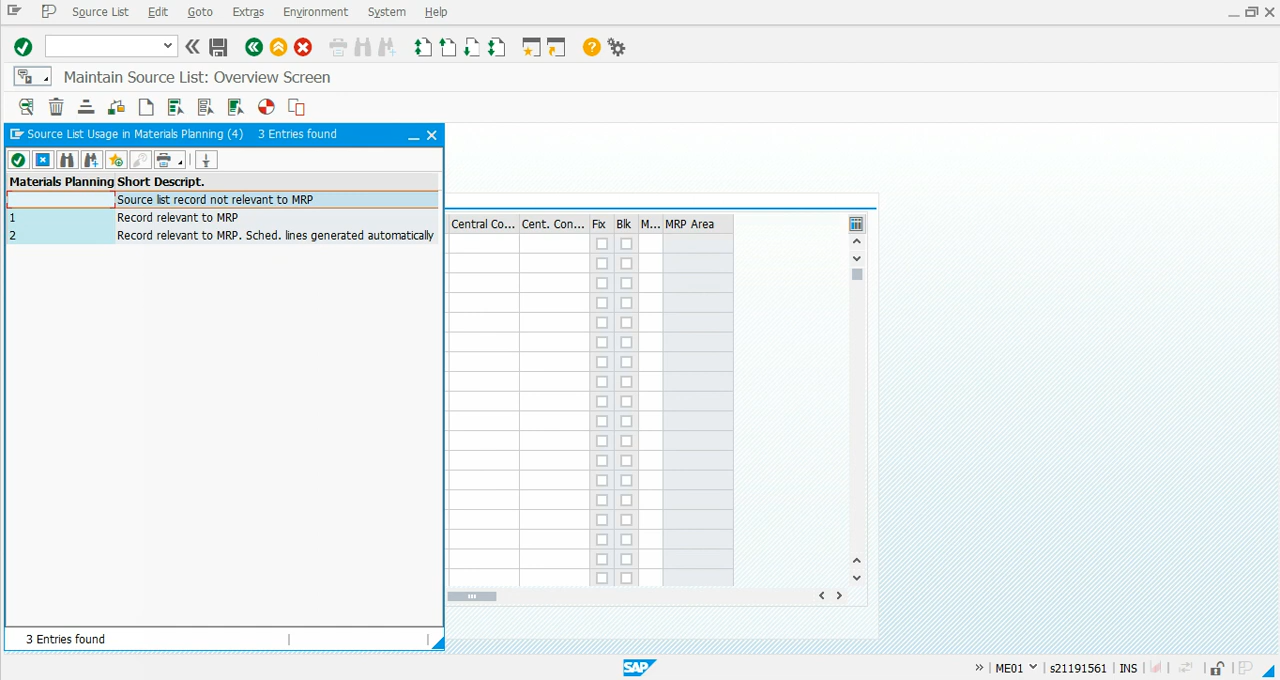 Source List Edit Goto Extras Environment System Help
Maintain Source List: Overview Screen
Source List Usage in Materials Planning (4) 3 Entries found
Materials Planning Short Descript.
Source list record not relevant to MRP
1 Record relevant to MRP
2 Record relevant to MRP. Sched. lines generated automatically
Central Co... Cent. Con... Fix Blk M... MRP Area
3 Entries found
SAP
ME01 s21191561 INS